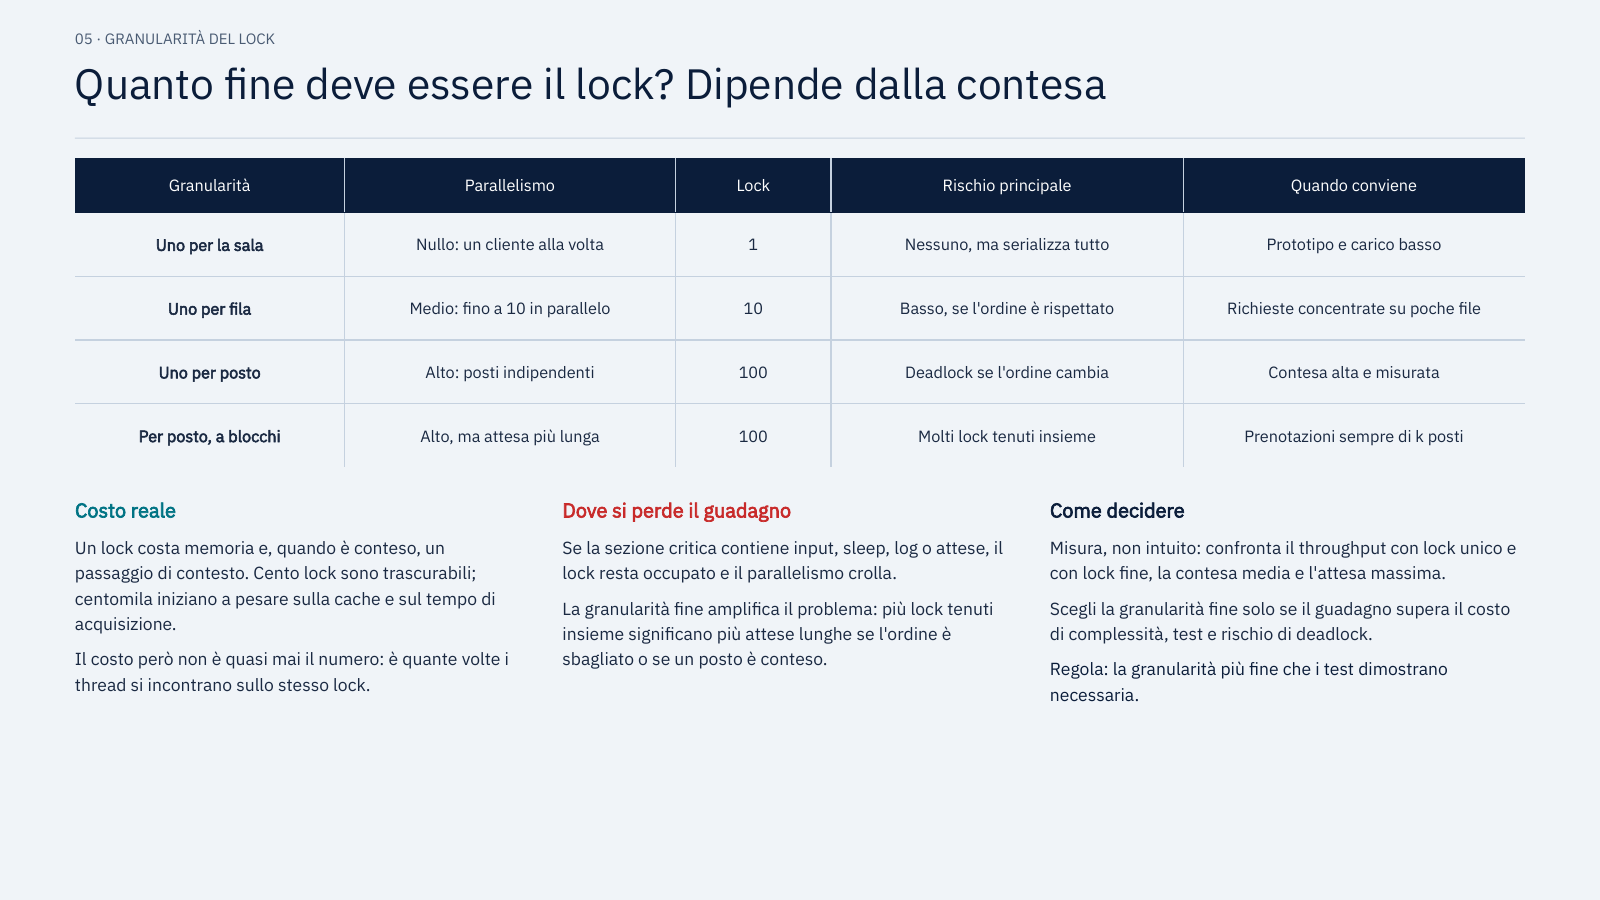 05 · GRANULARITÀ DEL LOCK
Quanto fine deve essere il lock? Dipende dalla contesa
Granularità Parallelismo Lock Rischio principale Quando conviene
Uno per la sala Nullo: un cliente alla volta 1 Nessuno, ma serializza tutto Prototipo e carico basso
Uno per fila Medio: fino a 10 in parallelo 10 Basso, se l'ordine è rispettato Richieste concentrate su poche file
Uno per posto Alto: posti indipendenti 100 Deadlock se l'ordine cambia Contesa alta e misurata
Per posto, a blocchi Alto, ma attesa più lunga 100 Molti lock tenuti insieme Prenotazioni sempre di k posti
Costo reale
Un lock costa memoria e, quando è conteso, un
passaggio di contesto. Cento lock sono trascurabili;
centomila iniziano a pesare sulla cache e sul tempo di
acquisizione.
Il costo però non è quasi mai il numero: è quante volte i
thread si incontrano sullo stesso lock.
Dove si perde il guadagno
Se la sezione critica contiene input, sleep, log o attese, il
lock resta occupato e il parallelismo crolla.
La granularità fine amplifica il problema: più lock tenuti
insieme significano più attese lunghe se l'ordine è
sbagliato o se un posto è conteso.
Come decidere
Misura, non intuito: confronta il throughput con lock unico e
con lock fine, la contesa media e l'attesa massima.
Scegli la granularità fine solo se il guadagno supera il costo
di complessità, test e rischio di deadlock.
Regola: la granularità più fine che i test dimostrano
necessaria.